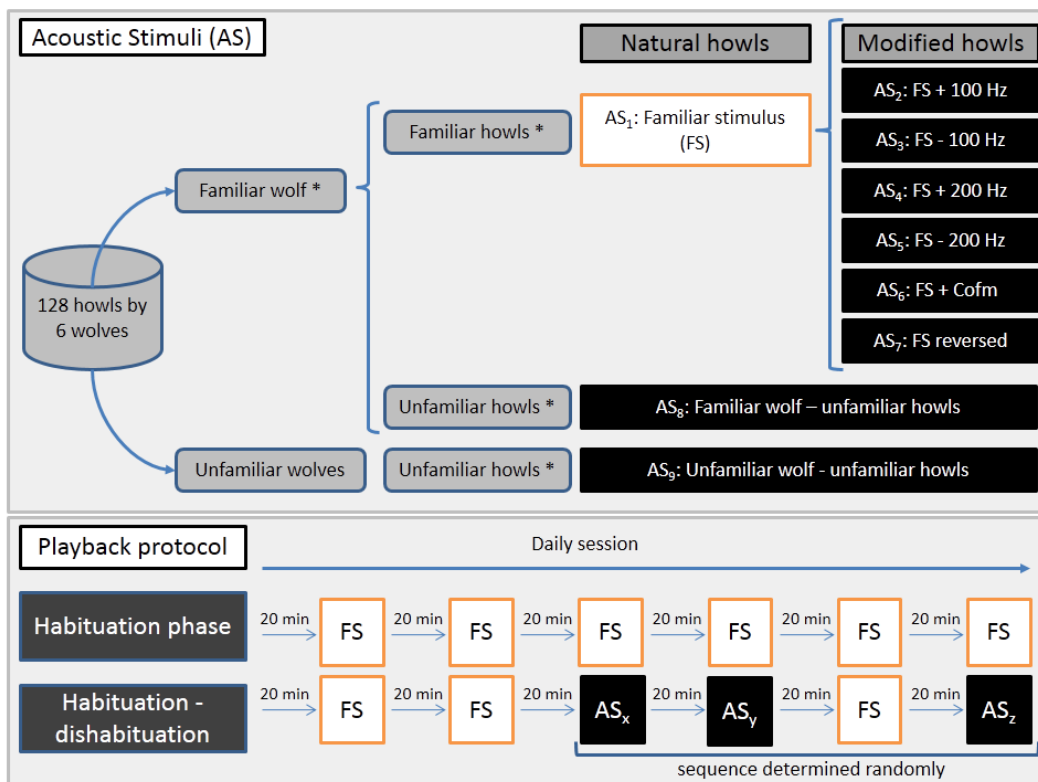 Acoustic Stimuli (AS)
Natural howls
Modified howls
128 howls by
6 wolves
Familiar wolf *
Unfamiliar wolves
Familiar howls *
Unfamiliar howls *
Unfamiliar howls *
AS₁: Familiar stimulus
(FS)
AS₂: FS + 100 Hz
AS₃: FS - 100 Hz
AS₄: FS + 200 Hz
AS₅: FS - 200 Hz
AS₆: FS + Cofm
AS₇: FS reversed
AS₈: Familiar wolf – unfamiliar howls
AS₉: Unfamiliar wolf - unfamiliar howls
Playback protocol
Daily session
Habituation phase
20 min FS 20 min FS 20 min FS 20 min FS 20 min FS 20 min FS
Habituation -
dishabituation
20 min FS 20 min FS 20 min ASₓ 20 min ASy 20 min FS 20 min ASz
sequence determined randomly